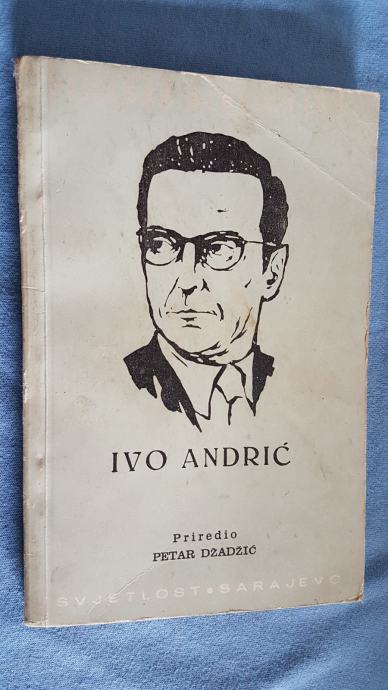 IVO ANDRIĆ
Priredio
PETAR DŽADŽIĆ
SVJETLOST • SARAJEVO